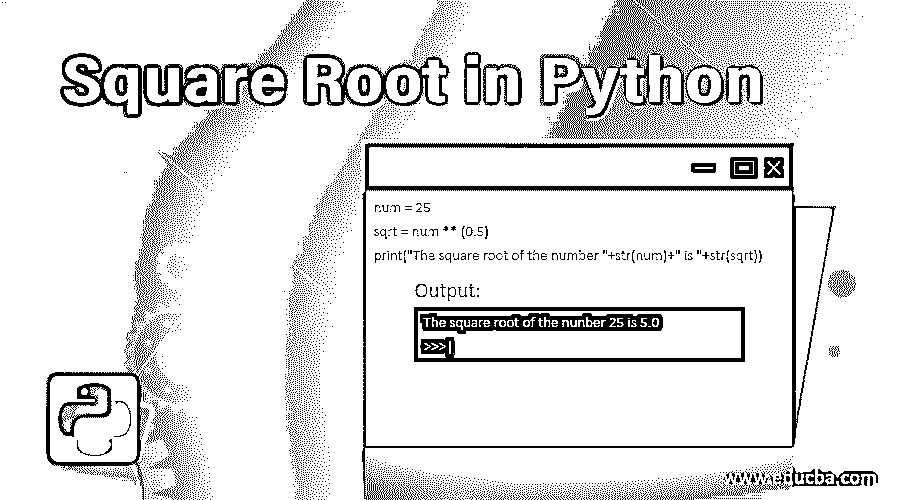 Square Root in Python
num = 25
sqrt = num ** (0.5)
print("The square root of the number "+str(num)+" is "+str(sqrt))
Output:
The square root of the nunber 25 is 5.0
>>>
www.educba.com